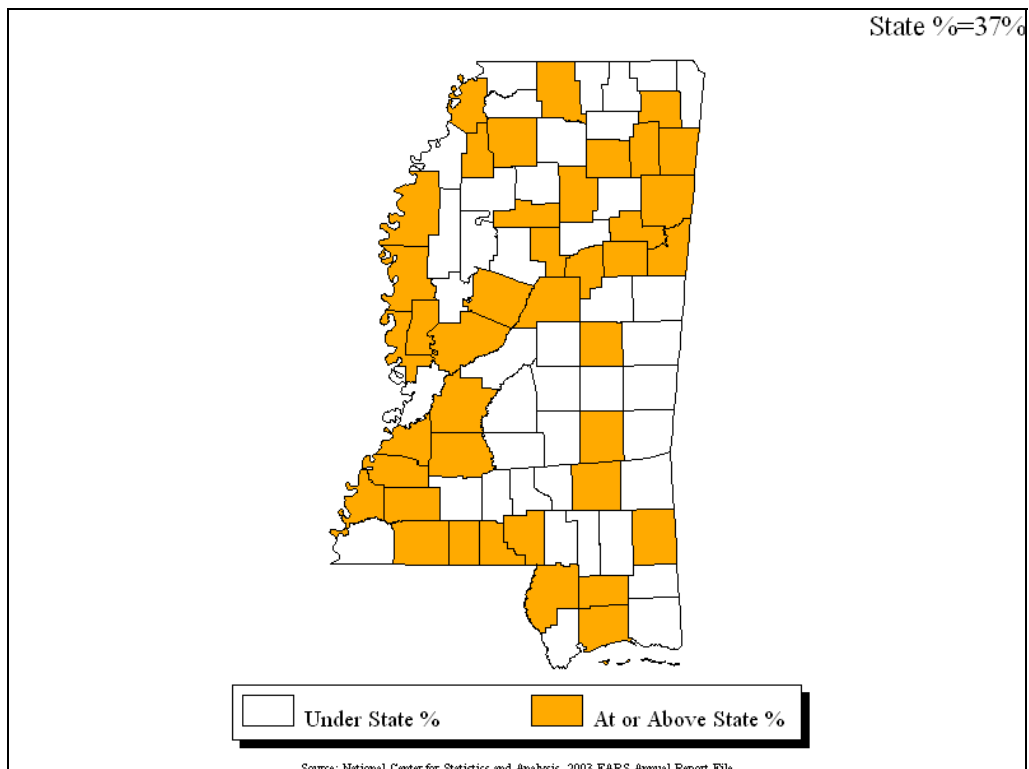 State %=37%
Under State %
At or Above State %
Source: National Center for Statistics and Analysis, 2003 FARS Annual Report File